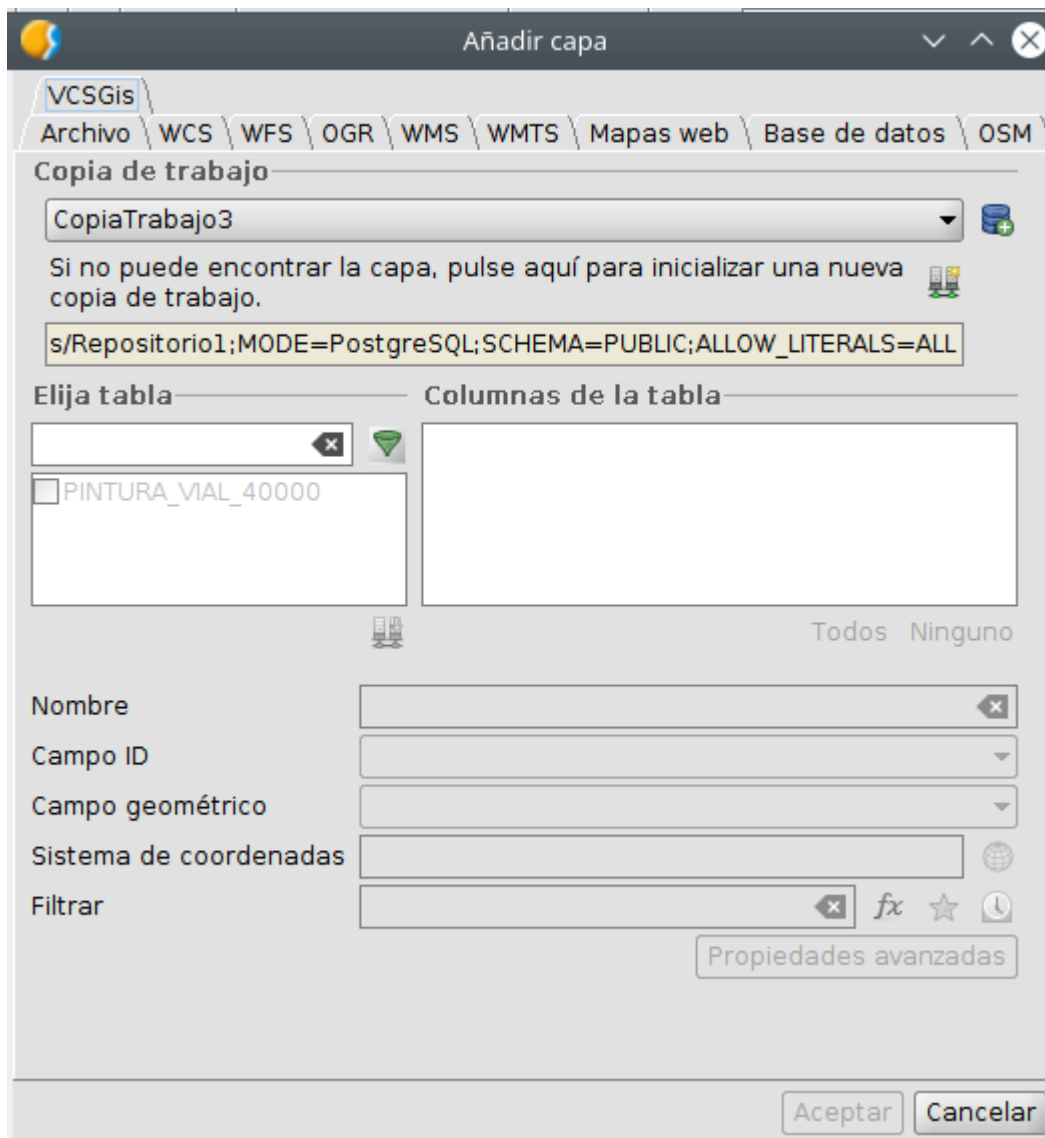 Añadir capa
VCSGis
Archivo WCS WFS OGR WMS WMTS Mapas web Base de datos OSM
Copia de trabajo
CopiaTrabajo3
Si no puede encontrar la capa, pulse aquí para inicializar una nueva
copia de trabajo.
s/Repositorio1;MODE=PostgreSQL;SCHEMA=PUBLIC;ALLOW_LITERALS=ALL
Elija tabla Columnas de la tabla
PINTURA_VIAL_40000
Todos Ninguno
Nombre
Campo ID
Campo geométrico
Sistema de coordenadas
Filtrar fx
Propiedades avanzadas
Aceptar Cancelar